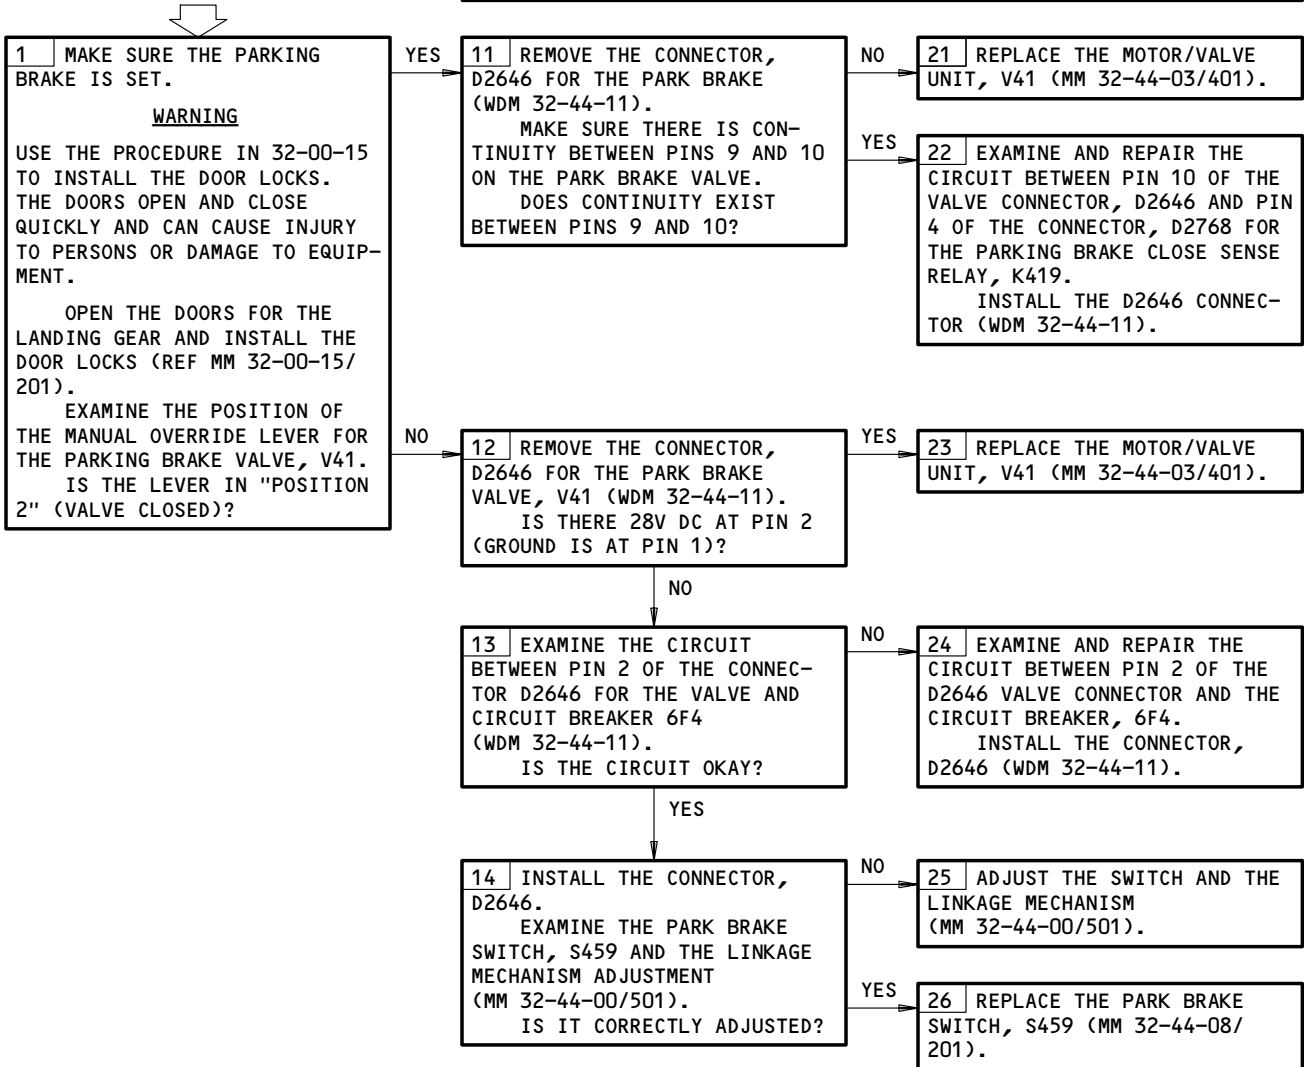 1 MAKE SURE THE PARKING
BRAKE IS SET.
WARNING
USE THE PROCEDURE IN 32-00-15
TO INSTALL THE DOOR LOCKS.
THE DOORS OPEN AND CLOSE
QUICKLY AND CAN CAUSE INJURY
TO PERSONS OR DAMAGE TO EQUIP-
MENT.
OPEN THE DOORS FOR THE
LANDING GEAR AND INSTALL THE
DOOR LOCKS (REF MM 32-00-15/
201).
EXAMINE THE POSITION OF
THE MANUAL OVERRIDE LEVER FOR
THE PARKING BRAKE VALVE, V41.
IS THE LEVER IN "POSITION
2" (VALVE CLOSED)?
YES
11 REMOVE THE CONNECTOR,
D2646 FOR THE PARK BRAKE
(WDM 32-44-11).
MAKE SURE THERE IS CON-
TINUITY BETWEEN PINS 9 AND 10
ON THE PARK BRAKE VALVE.
DOES CONTINUITY EXIST
BETWEEN PINS 9 AND 10?
NO
21 REPLACE THE MOTOR/VALVE
UNIT, V41 (MM 32-44-03/401).
YES
22 EXAMINE AND REPAIR THE
CIRCUIT BETWEEN PIN 10 OF THE
VALVE CONNECTOR, D2646 AND PIN
4 OF THE CONNECTOR, D2768 FOR
THE PARKING BRAKE CLOSE SENSE
RELAY, K419.
INSTALL THE D2646 CONNEC-
TOR (WDM 32-44-11).
NO
12 REMOVE THE CONNECTOR,
D2646 FOR THE PARK BRAKE
VALVE, V41 (WDM 32-44-11).
IS THERE 28V DC AT PIN 2
(GROUND IS AT PIN 1)?
YES
23 REPLACE THE MOTOR/VALVE
UNIT, V41 (MM 32-44-03/401).
NO
13 EXAMINE THE CIRCUIT
BETWEEN PIN 2 OF THE CONNEC-
TOR D2646 FOR THE VALVE AND
CIRCUIT BREAKER 6F4
(WDM 32-44-11).
IS THE CIRCUIT OKAY?
NO
24 EXAMINE AND REPAIR THE
CIRCUIT BETWEEN PIN 2 OF THE
D2646 VALVE CONNECTOR AND THE
CIRCUIT BREAKER, 6F4.
INSTALL THE CONNECTOR,
D2646 (WDM 32-44-11).
YES
14 INSTALL THE CONNECTOR,
D2646.
EXAMINE THE PARK BRAKE
SWITCH, S459 AND THE LINKAGE
MECHANISM ADJUSTMENT
(MM 32-44-00/501).
IS IT CORRECTLY ADJUSTED?
NO
25 ADJUST THE SWITCH AND THE
LINKAGE MECHANISM
(MM 32-44-00/501).
YES
26 REPLACE THE PARK BRAKE
SWITCH, S459 (MM 32-44-08/
201).